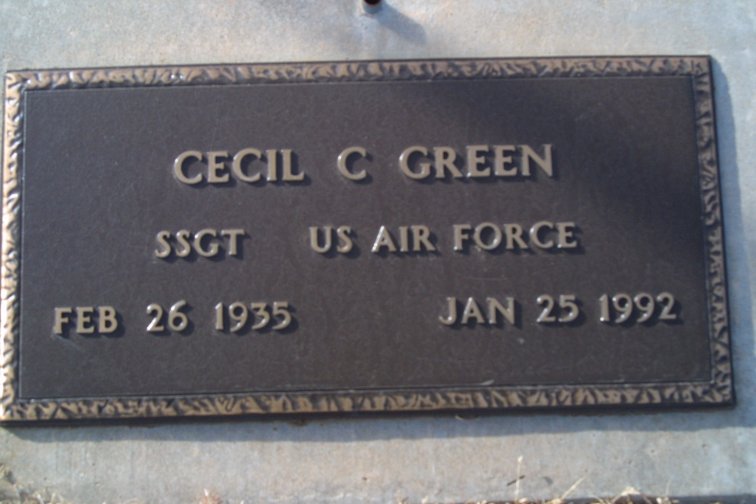 CECIL C GREEN
SSGT US AIR FORCE
FEB 26 1935 JAN 25 1992